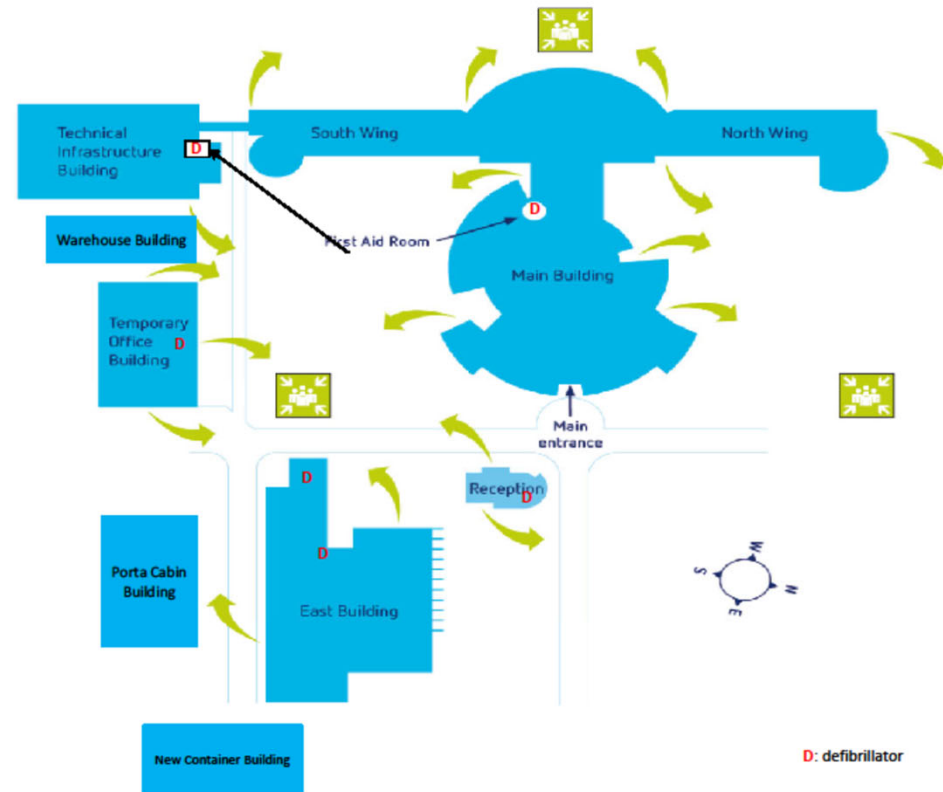 South Wing
North Wing
Technical
Infrastructure
Building
D
D
First Aid Room
Warehouse Building
Main Building
Temporary
Office
Building
D
Main
entrance
D
Reception
D
D
Porta Cabin
Building
East Building
W
S
N
E
New Container Building
D: defibrillator